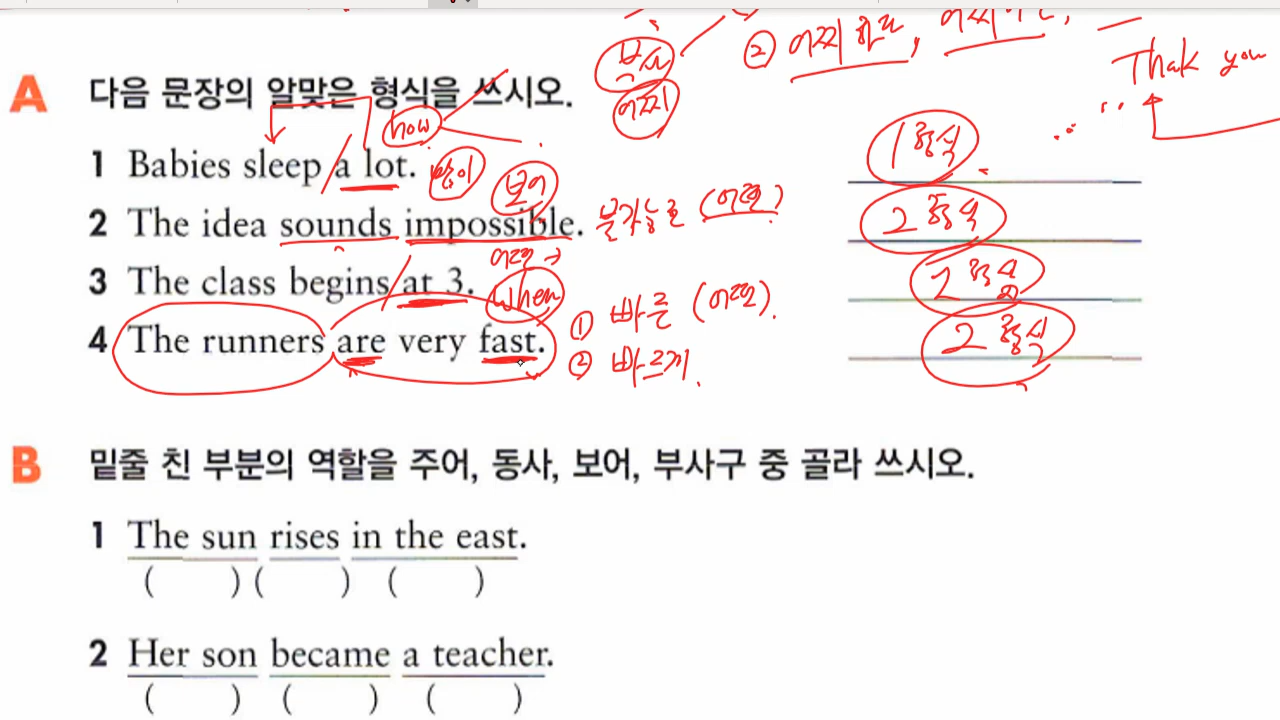 ② 어찌하고, 어찌
부사
어찌
Thak you
A 다음 문장의 알맞은 형식을 쓰시오.
how
1 Babies sleep a lot. 많이 1형식
보어
2 The idea sounds impossible. 불가능로 (어떤) 2형식
어떤
3 The class begins at 3. When 2형식
① 바른 (어떤).
4 The runners are very fast. 2형식
② 바르게.
B 밑줄 친 부분의 역할을 주어, 동사, 보어, 부사구 중 골라 쓰시오.
1 The sun rises in the east.
( ) ( ) ( )
2 Her son became a teacher.
( ) ( ) ( )